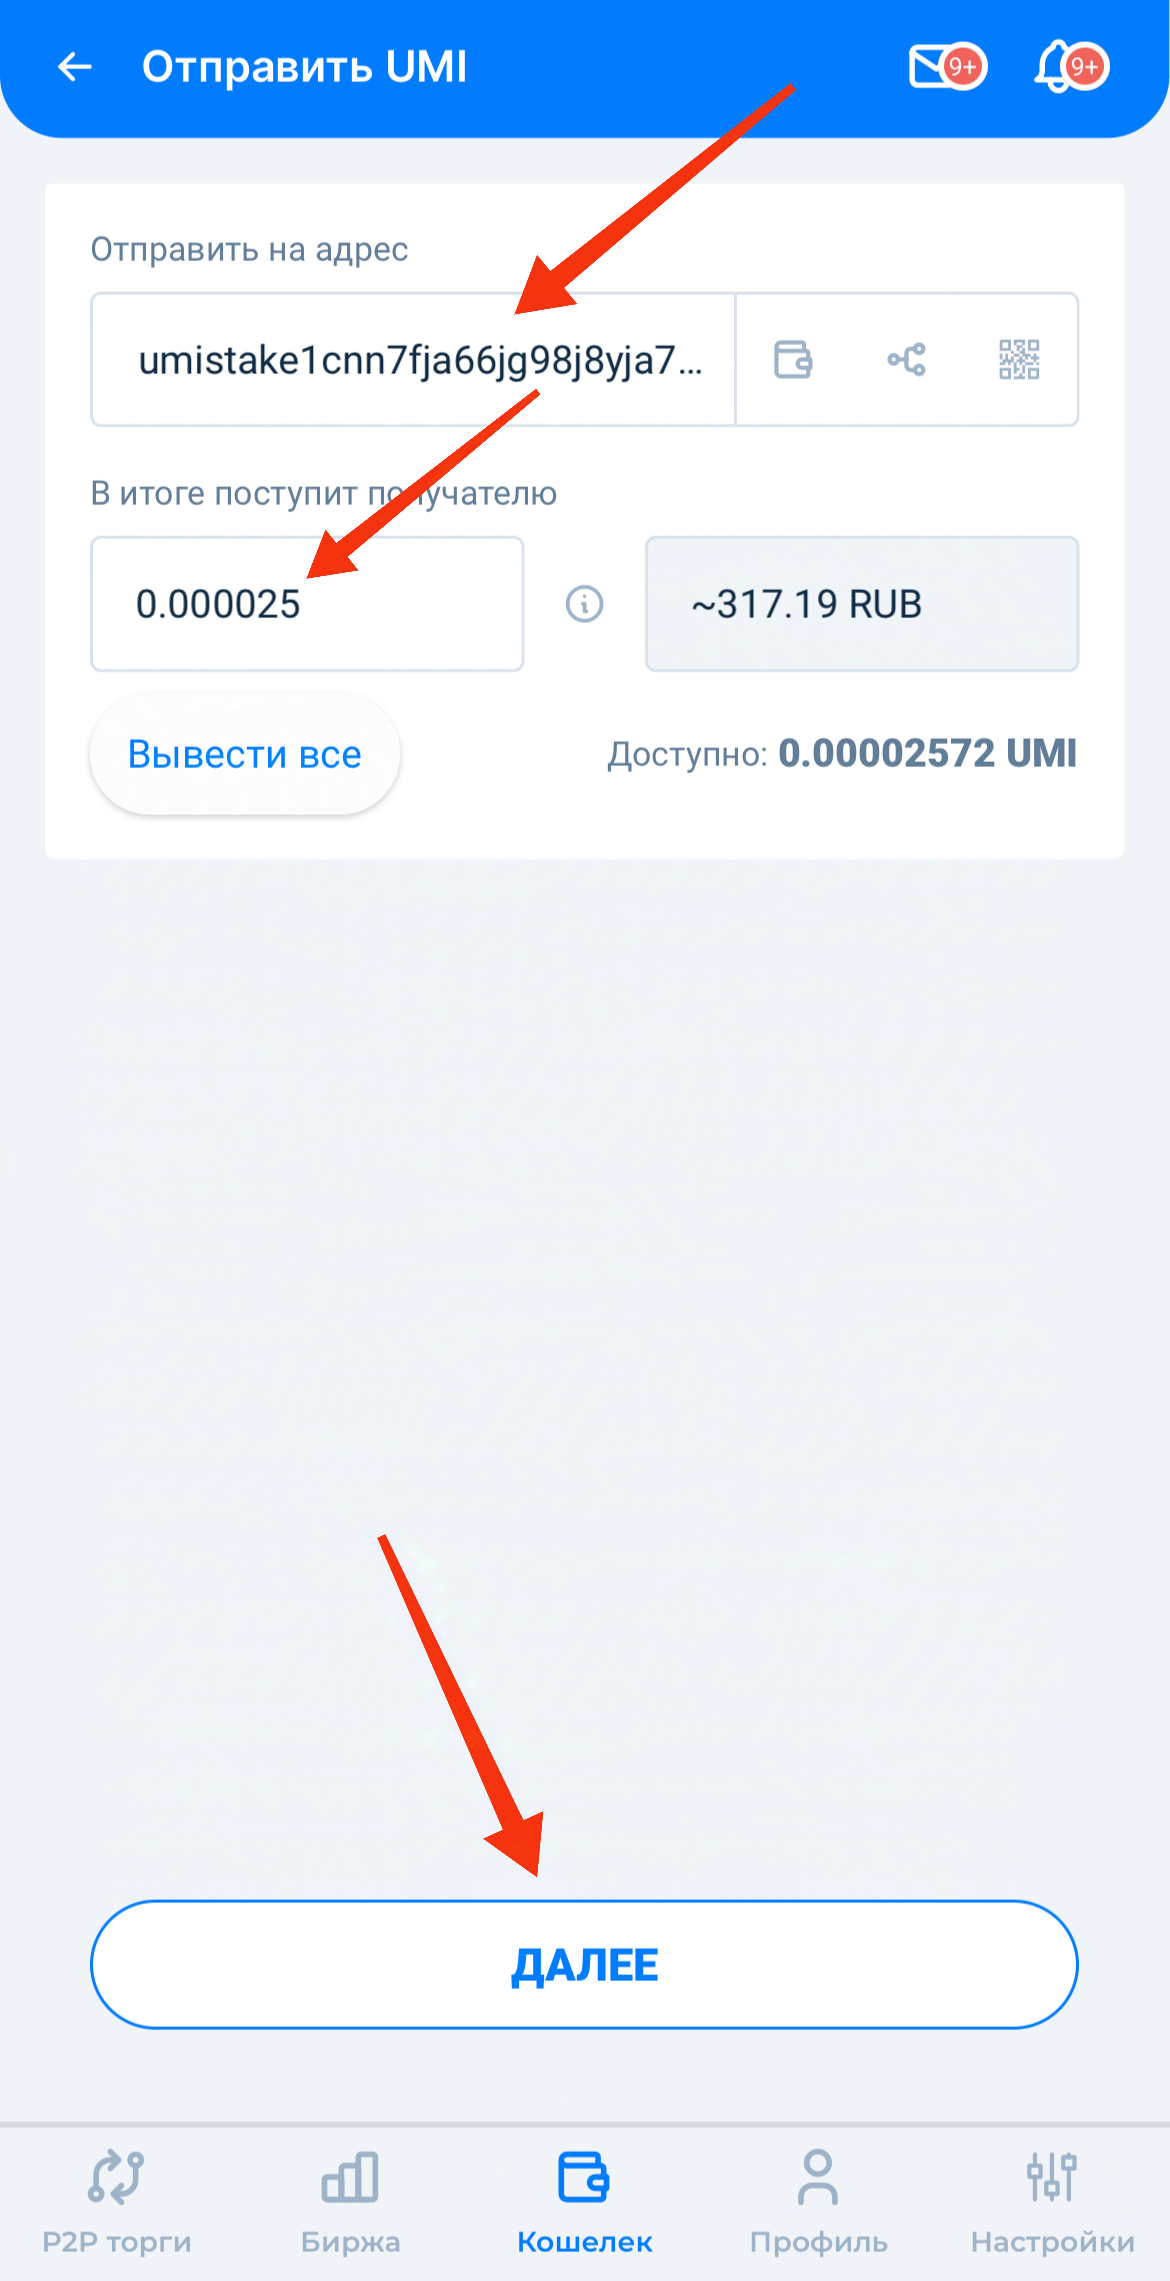 Отправить UMI
9+
9+
Отправить на адрес
umistake1cnn7fja66jg98j8yja7...
В итоге поступит получателю
0.000025
~317.19 RUB
Вывести все
Доступно: 0.00002572 UMI
ДАЛЕЕ
P2P торги
Биржа
Кошелек
Профиль
Настройки